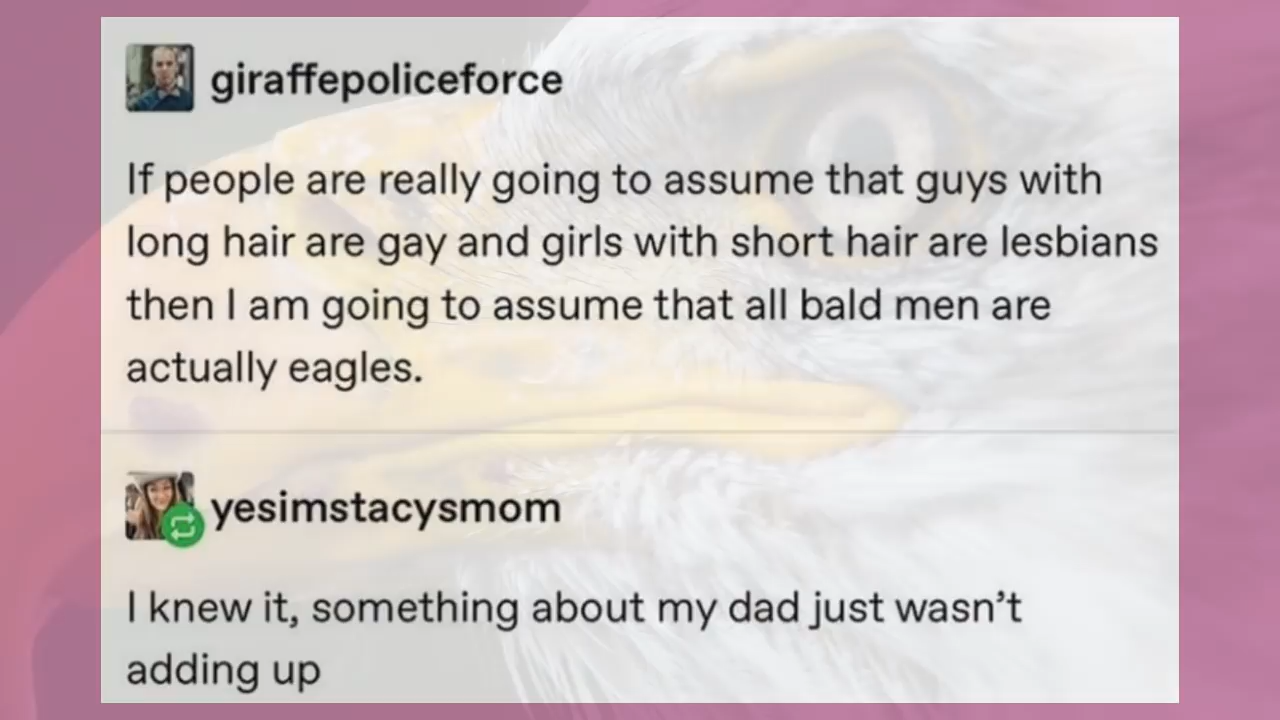 giraffepoliceforce
If people are really going to assume that guys with
long hair are gay and girls with short hair are lesbians
then I am going to assume that all bald men are
actually eagles.
yesimstacysmom
I knew it, something about my dad just wasn’t
adding up